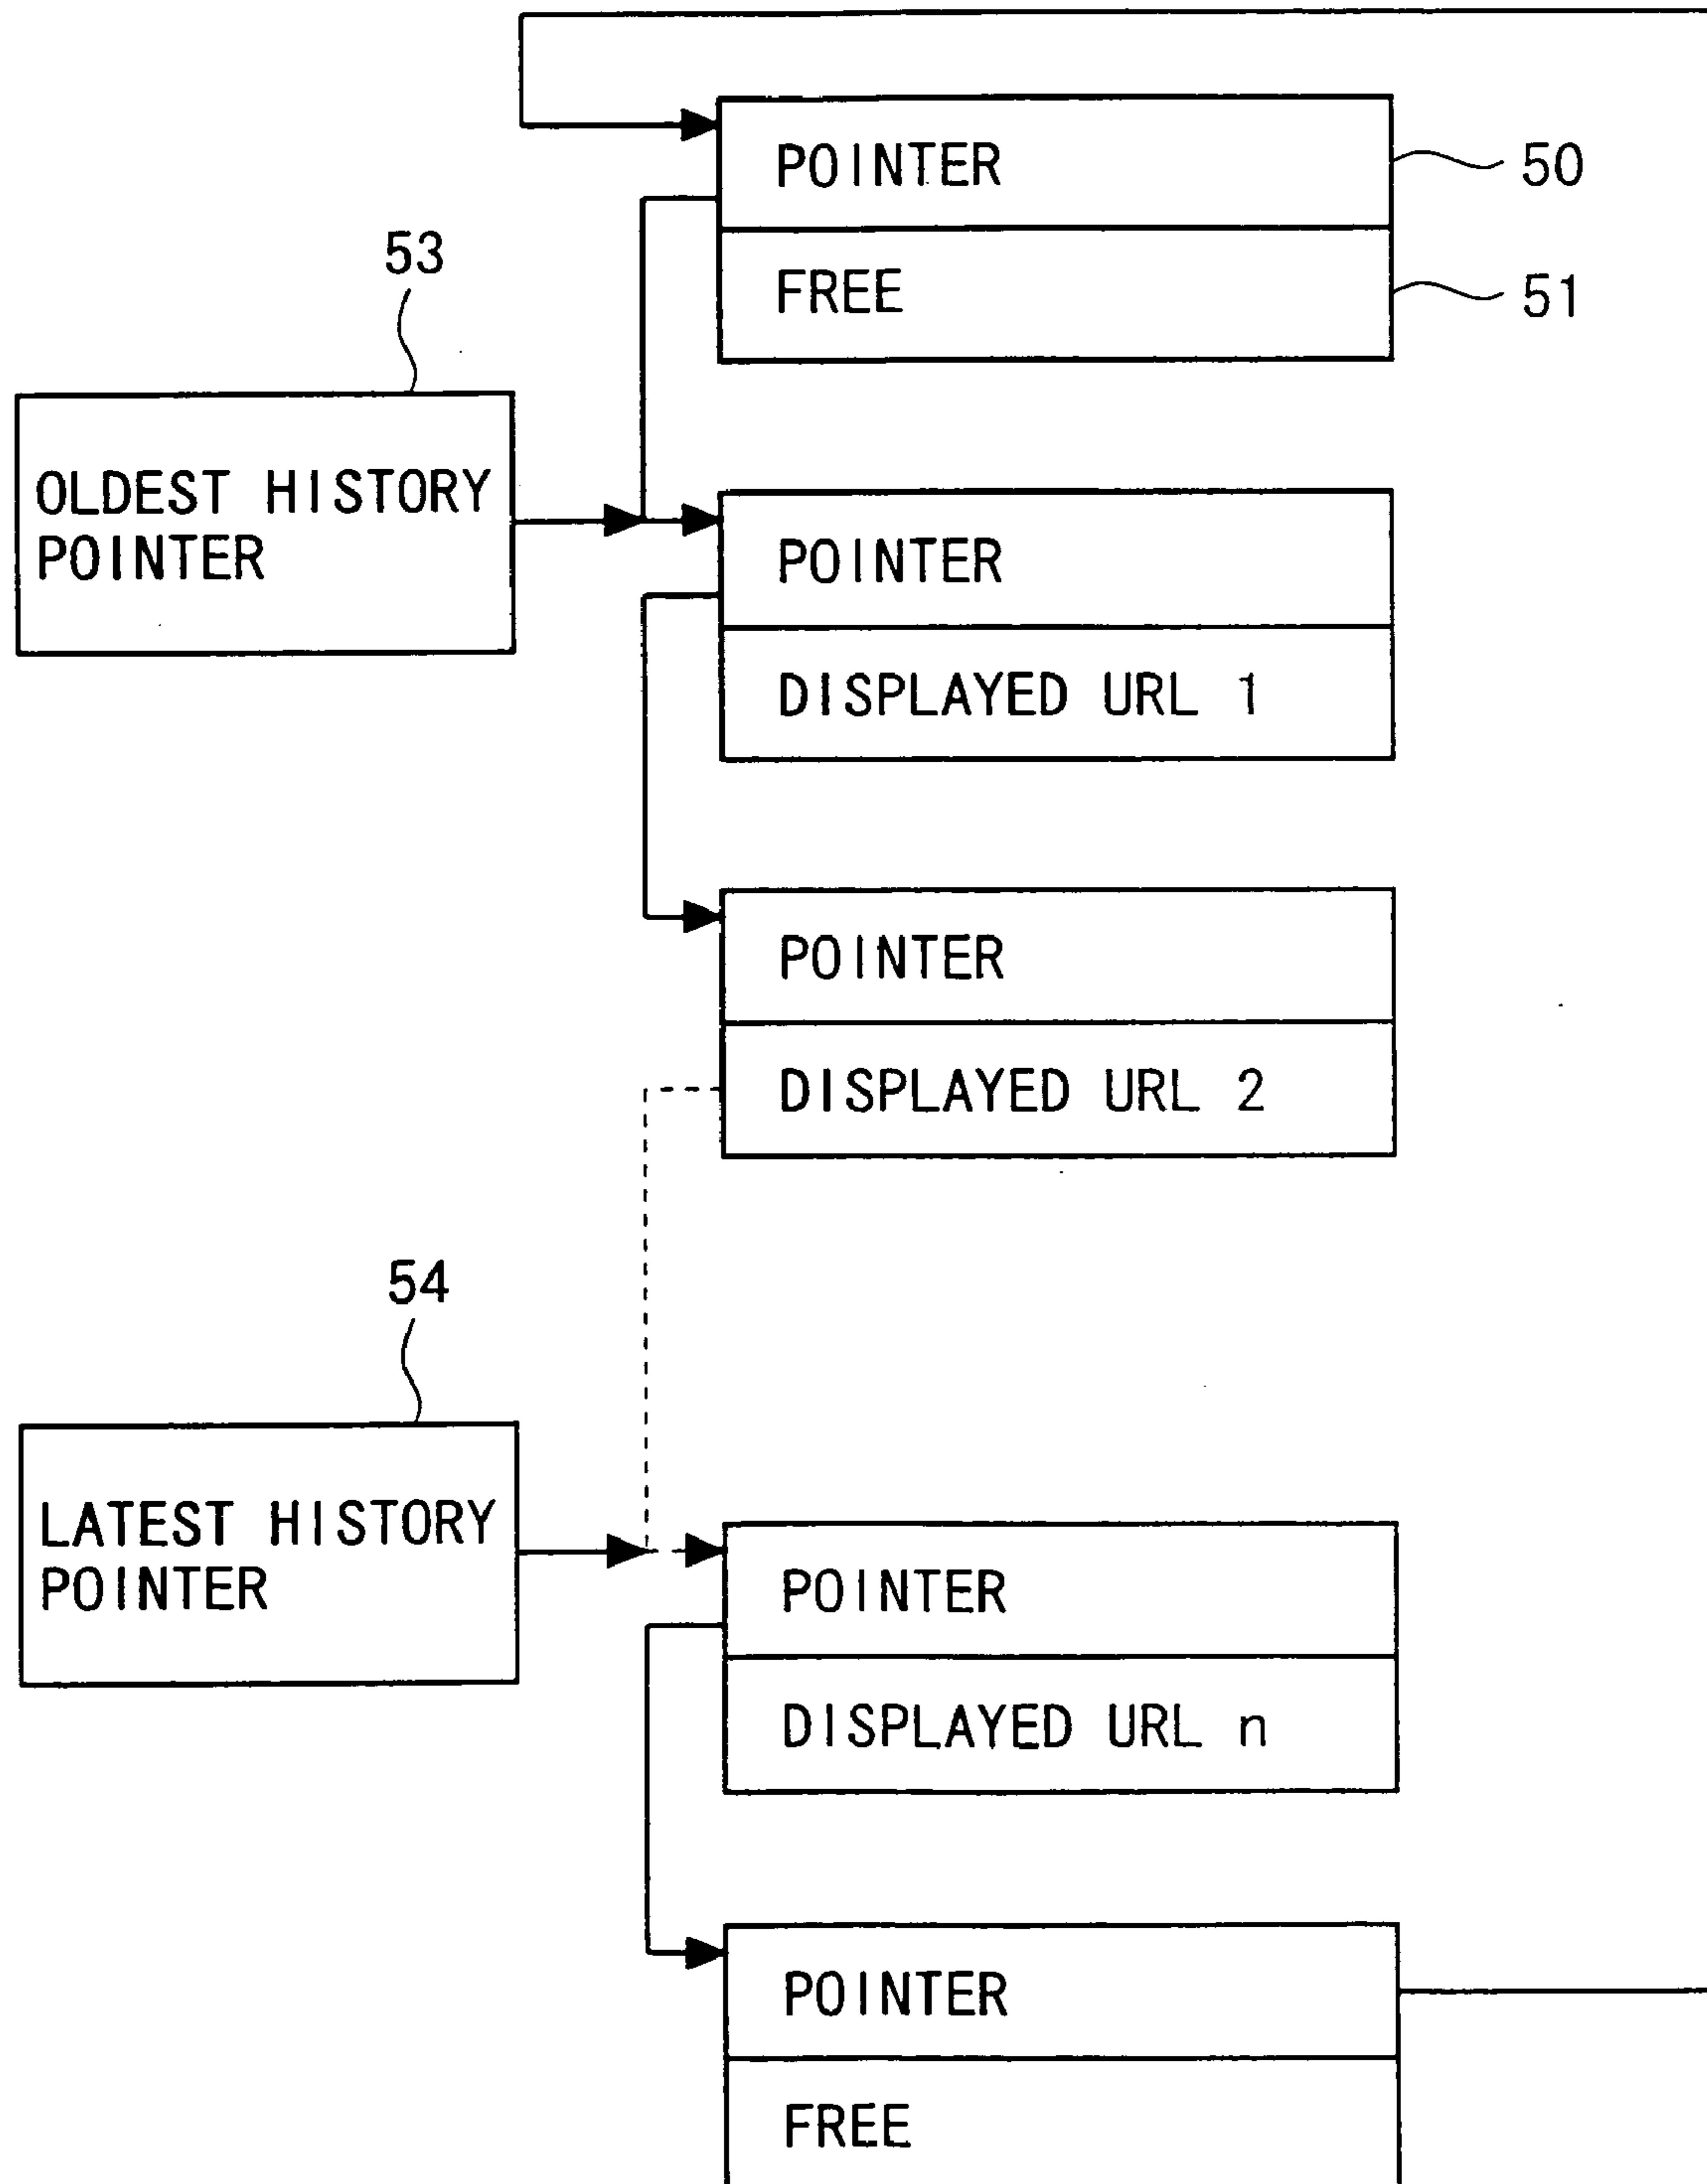 POINTER
50
FREE
51
53
OLDEST HISTORY
POINTER
POINTER
DISPLAYED URL 1
POINTER
DISPLAYED URL 2
54
LATEST HISTORY
POINTER
POINTER
DISPLAYED URL n
POINTER
FREE